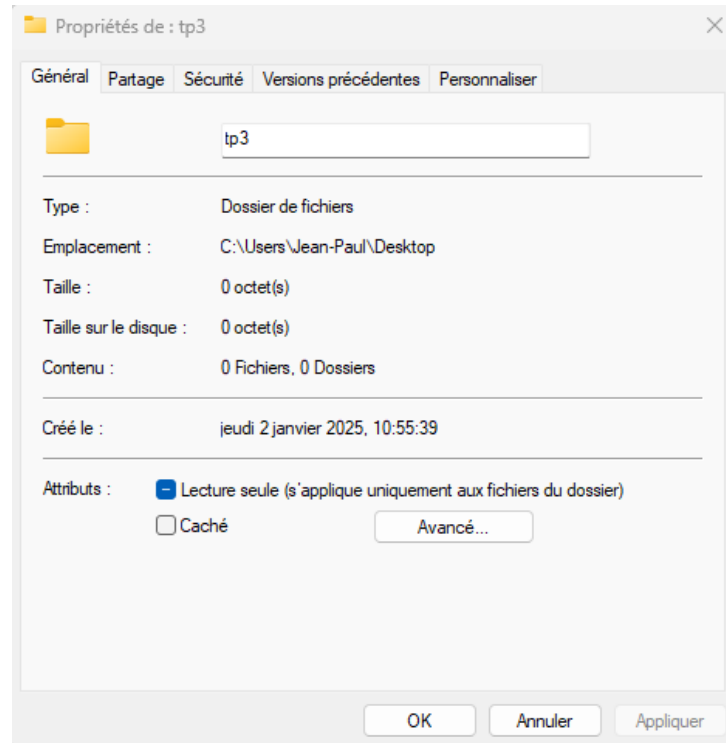 Propriétés de : tp3
Général Partage Sécurité Versions précédentes Personnaliser
tp3
Type : Dossier de fichiers
Emplacement : C:\Users\Jean-Paul\Desktop
Taille : 0 octet(s)
Taille sur le disque : 0 octet(s)
Contenu : 0 Fichiers, 0 Dossiers
Créé le : jeudi 2 janvier 2025, 10:55:39
Attributs : Lecture seule (s'applique uniquement aux fichiers du dossier)
Caché Avancé...
OK Annuler Appliquer